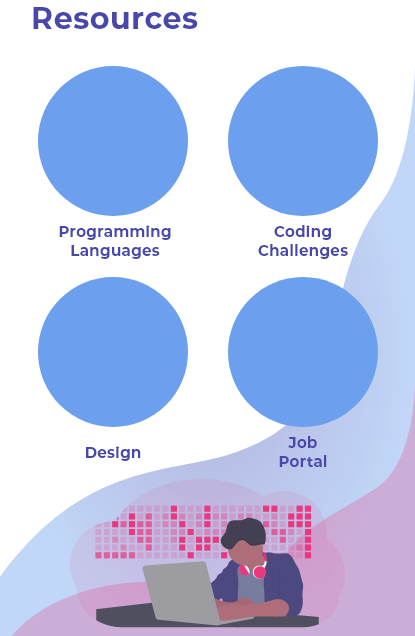 Resources
Programming
Languages
Coding
Challenges
Design
Job
Portal